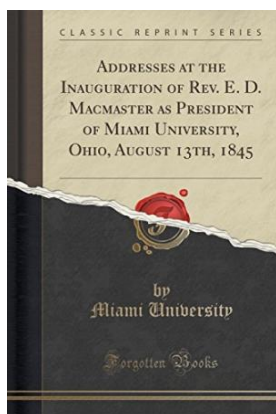 CLASSIC REPRINT SERIES
ADDRESSES AT THE
INAUGURATION OF REV. E. D.
MACMASTER AS PRESIDENT
OF MIAMI UNIVERSITY,
OHIO, AUGUST 13TH, 1845
by
Miami University
Forgotten Books